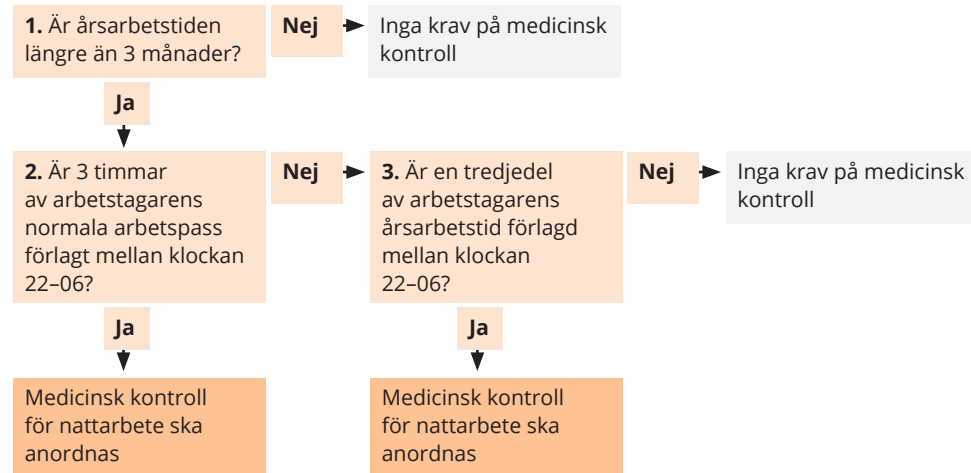 1. Är årsarbetstiden
längre än 3 månader?
Nej
Inga krav på medicinsk
kontroll
Ja
2. Är 3 timmar
av arbetstagarens
normala arbetspass
förlagt mellan klockan
22–06?
Nej
3. Är en tredjedel
av arbetstagarens
årsarbetstid förlagd
mellan klockan
22–06?
Nej
Inga krav på medicinsk
kontroll
Ja
Ja
Medicinsk kontroll
för nattarbete ska
anordnas
Medicinsk kontroll
för nattarbete ska
anordnas